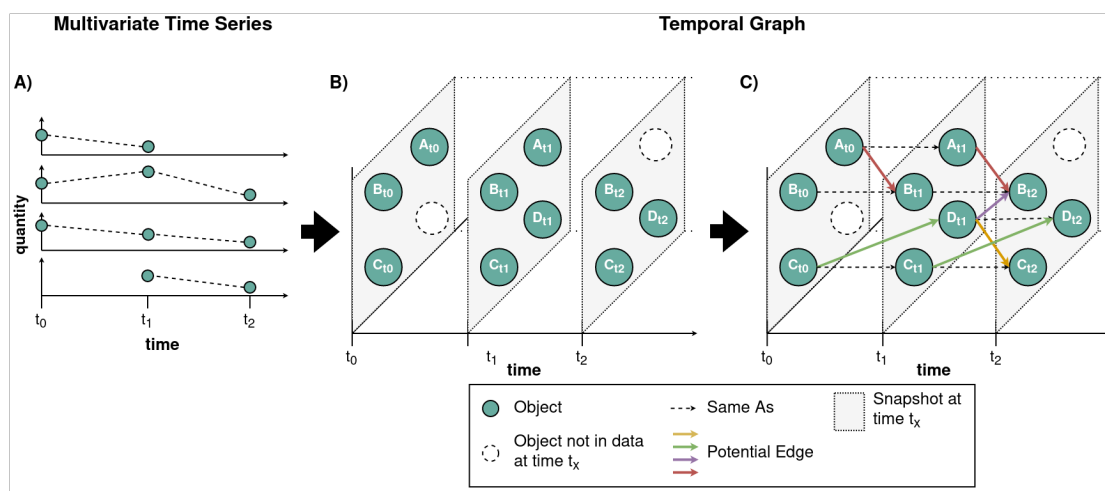 Multivariate Time Series
Temporal Graph
A)
quantity
t0
t1
t2
time
B)
At0
Bt0
Ct0
At1
Bt1
Dt1
Ct1
Bt2
Dt2
Ct2
t0
t1
t2
time
C)
At0
Bt0
Ct0
At1
Bt1
Dt1
Ct1
Bt2
Dt2
Ct2
t0
t1
t2
time
Object
Object not in data
at time tx
Same As
Potential Edge
Snapshot at
time tx